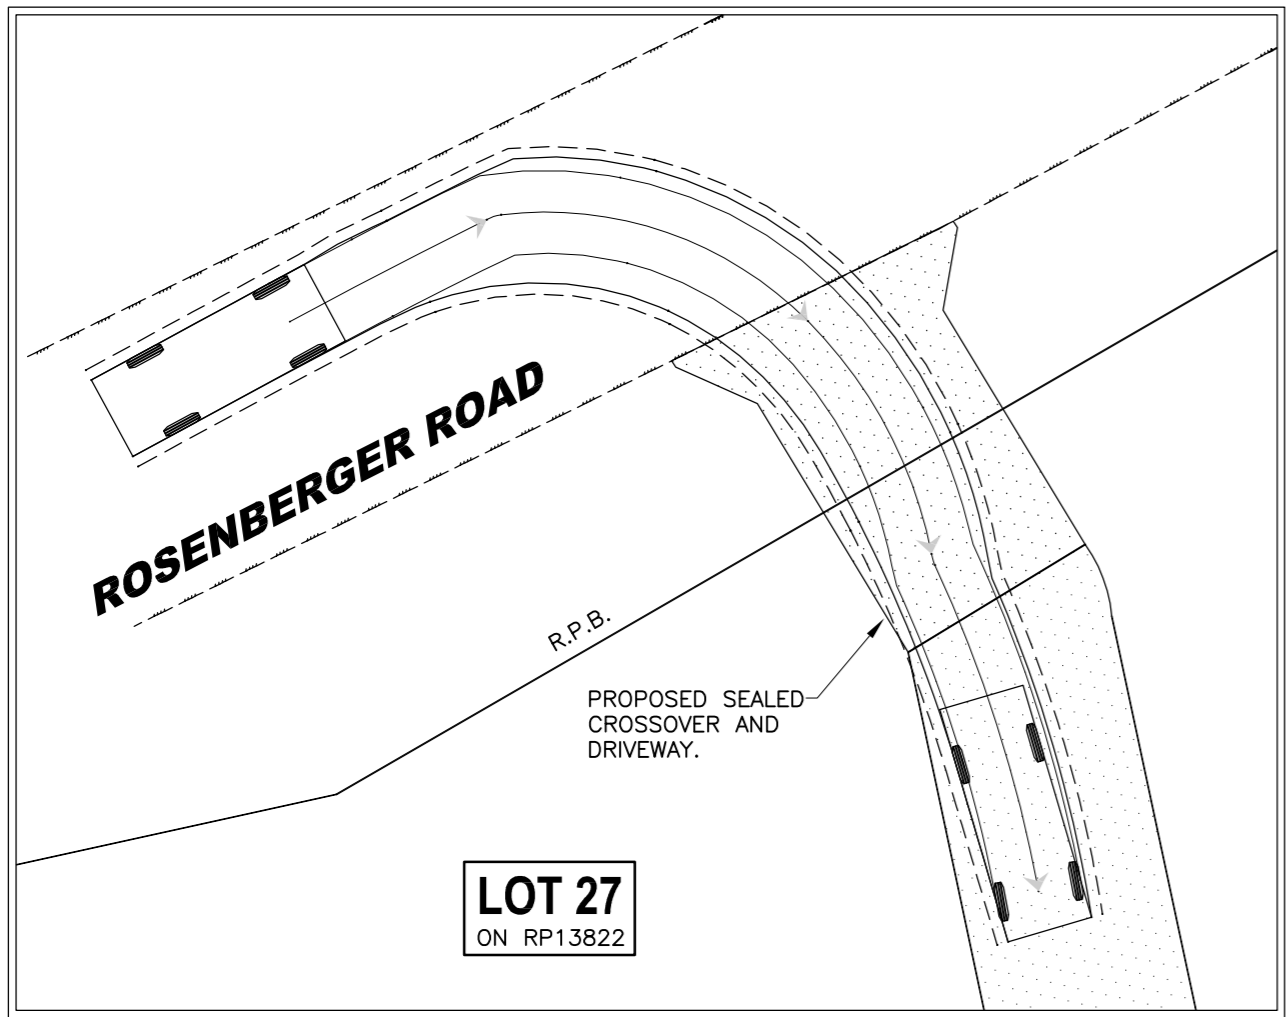 ROSENBERGER ROAD
R.P.B.
PROPOSED SEALED
CROSSOVER AND
DRIVEWAY.
LOT 27
ON RP13822